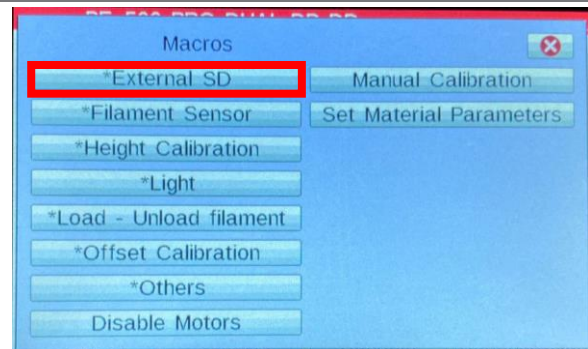 Macros
*External SD
*Filament Sensor
*Height Calibration
*Light
*Load - Unload filament
*Offset Calibration
*Others
Disable Motors
Manual Calibration
Set Material Parameters